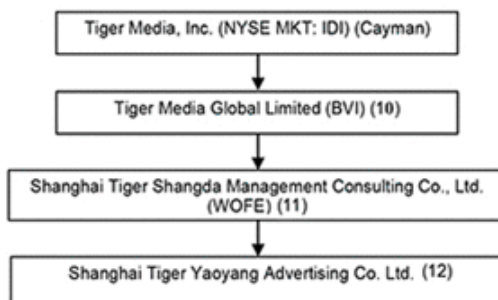 Tiger Media, Inc. (NYSE MKT: IDI) (Cayman)
Tiger Media Global Limited (BVI) (10)
Shanghai Tiger Shangda Management Consulting Co., Ltd.
(WOFE) (11)
Shanghai Tiger Yaoyang Advertising Co. Ltd. (12)